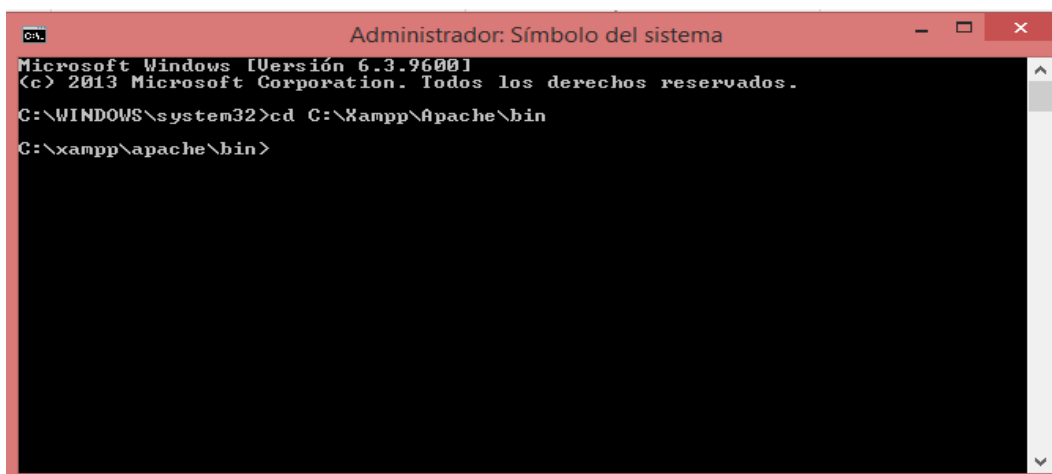 Administrador: Símbolo del sistema
Microsoft Windows [Versión 6.3.9600]
(c) 2013 Microsoft Corporation. Todos los derechos reservados.
C:\WINDOWS\system32>cd C:\Xampp\Apache\bin
C:\xampp\apache\bin>